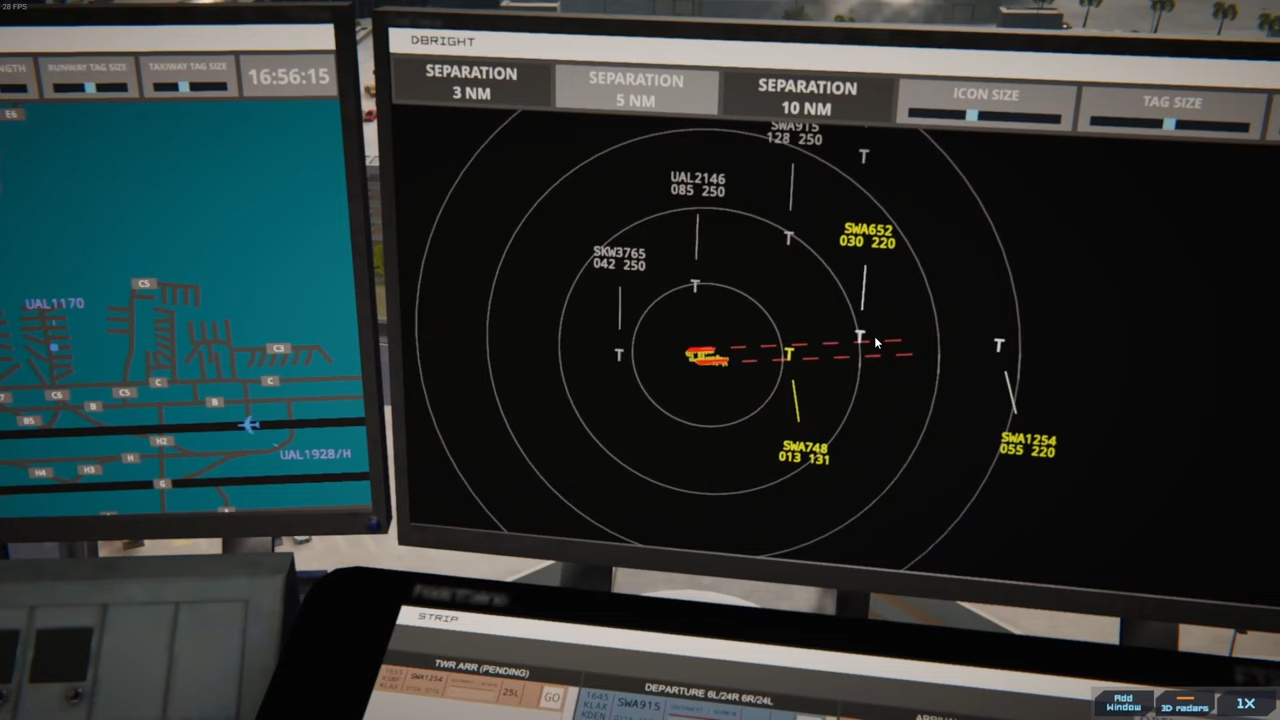 28 FPS
NGTH
RUNWAY TAG SIZE
TAXIWAY TAG SIZE
16:56:15
E6
UAL1170
C5
C3
C
C
C6
C5
B
B
B5
H2
H
UAL1928/H
H4
H3
G
DBRIGHT
SEPARATION
3 NM
SEPARATION
5 NM
SEPARATION
10 NM
ICON SIZE
TAG SIZE
SWA915
128 250
T
UAL2146
085 250
T
SWA652
030 220
SKW3765
042 250
T
T
T
T
T
SWA748
013 131
SWA1254
055 220
STRIP
TWR ARR (PENDING)
SWA1254
25L
GO
DEPARTURE 6L/24R 6R/24L
1645
KLAX
KDEN
SWA915
Add
Window
3D radars
1X